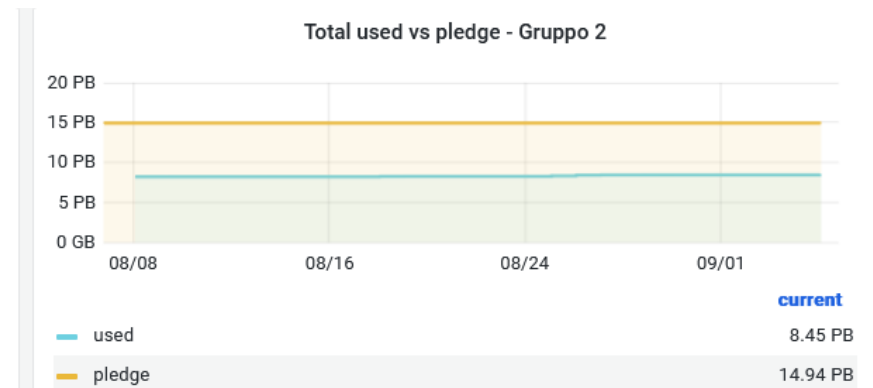 Total used vs pledge - Gruppo 2
20 PB
15 PB
10 PB
5 PB
0 GB
08/08 08/16 08/24 09/01
current
used 8.45 PB
pledge 14.94 PB